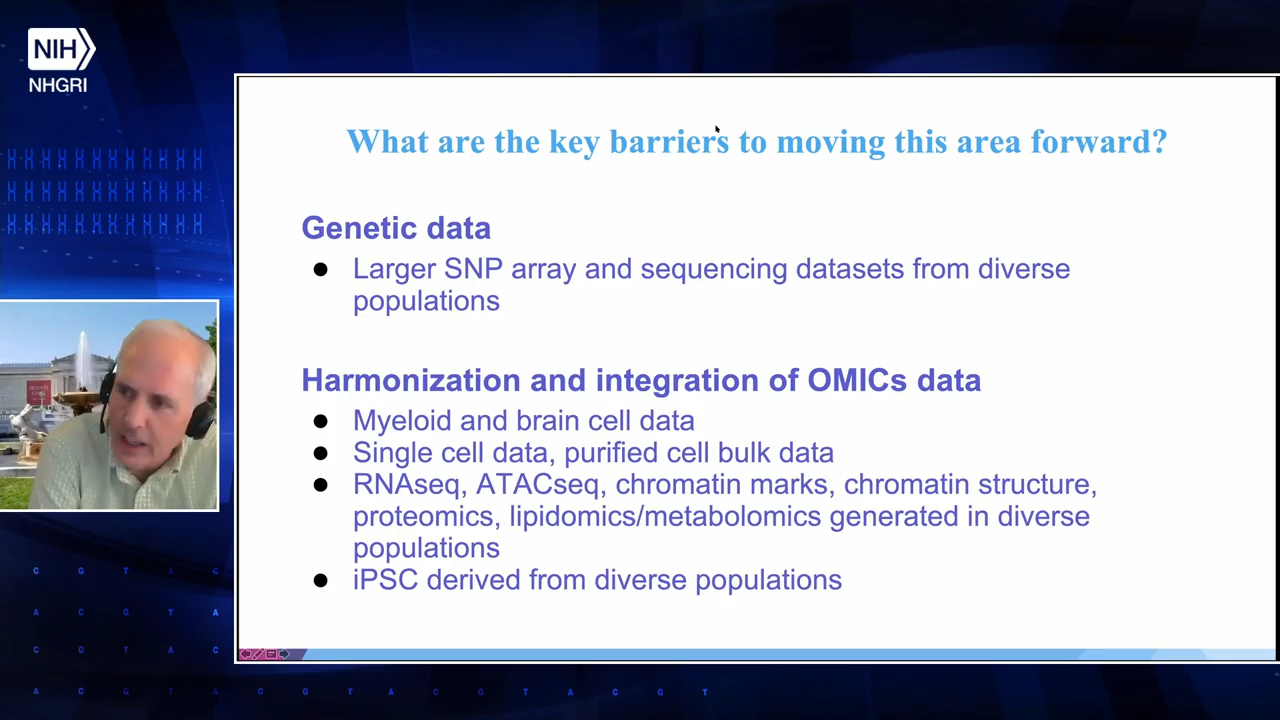 NIH
NHGRI
What are the key barriers to moving this area forward?
Genetic data
● Larger SNP array and sequencing datasets from diverse
populations
Harmonization and integration of OMICs data
● Myeloid and brain cell data
● Single cell data, purified cell bulk data
● RNAseq, ATACseq, chromatin marks, chromatin structure,
proteomics, lipidomics/metabolomics generated in diverse
populations
● iPSC derived from diverse populations
C G T A C
A C G T A
C G T A C
A C G T A C G T A C G T A C G T